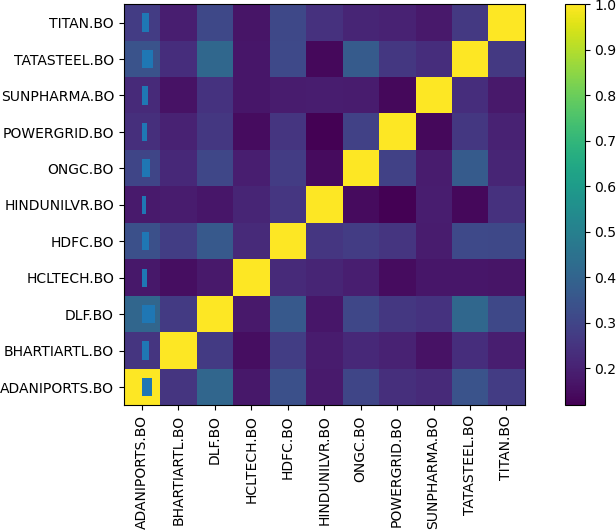 TITAN.BO
TATASTEEL.BO
SUNPHARMA.BO
POWERGRID.BO
ONGC.BO
HINDUNILVR.BO
HDFC.BO
HCLTECH.BO
DLF.BO
BHARTIARTL.BO
ADANIPORTS.BO
ADANIPORTS.BO
BHARTIARTL.BO
DLF.BO
HCLTECH.BO
HDFC.BO
HINDUNILVR.BO
ONGC.BO
POWERGRID.BO
SUNPHARMA.BO
TATASTEEL.BO
TITAN.BO
1.0
0.9
0.8
0.7
0.6
0.5
0.4
0.3
0.2